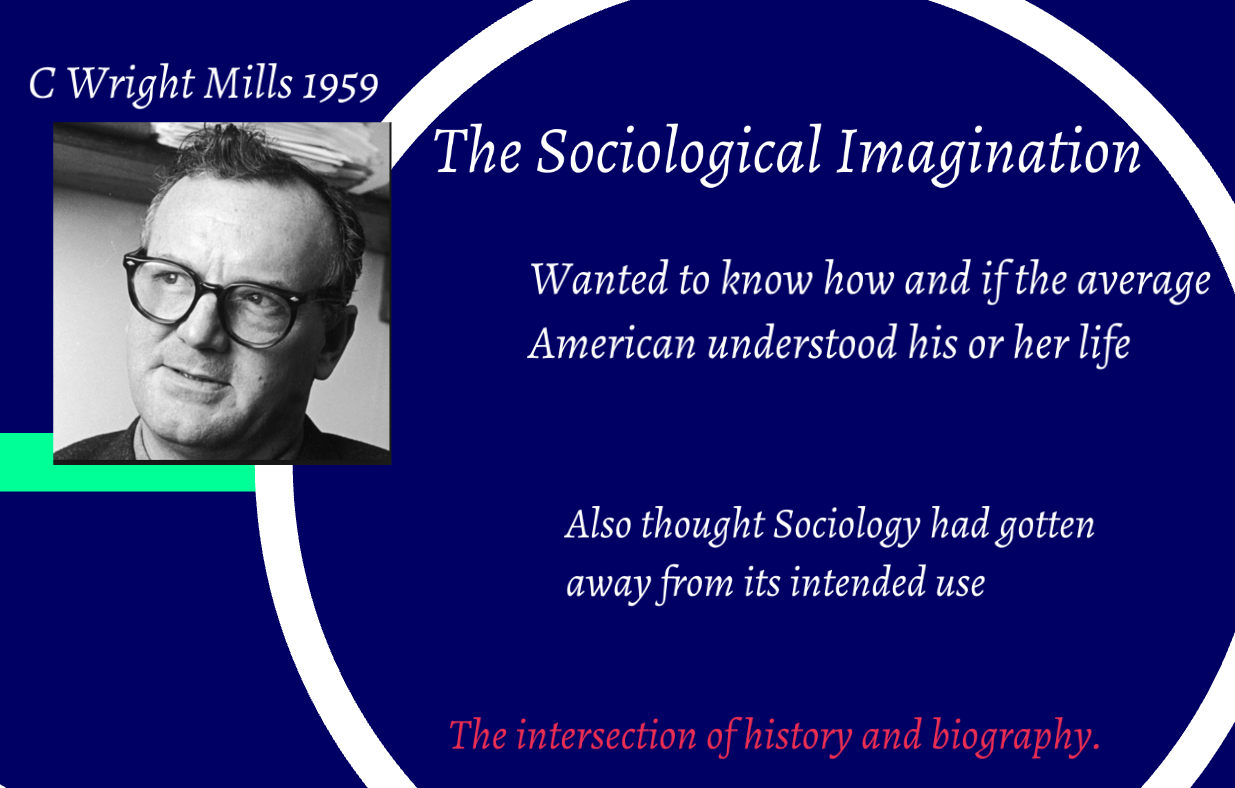 C Wright Mills 1959
The Sociological Imagination
Wanted to know how and if the average
American understood his or her life
Also thought Sociology had gotten
away from its intended use
The intersection of history and biography.